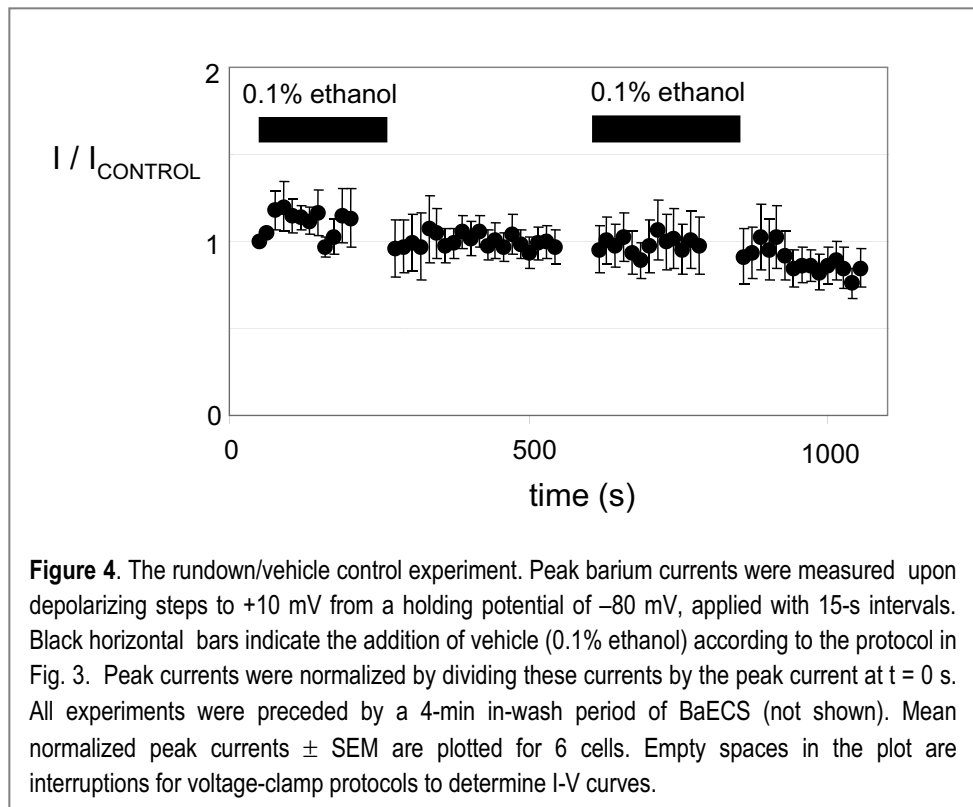 2
0.1% ethanol
0.1% ethanol
I / I_CONTROL
1
0
0
500
1000
time (s)
Figure 4. The rundown/vehicle control experiment. Peak barium currents were measured upon
depolarizing steps to +10 mV from a holding potential of –80 mV, applied with 15-s intervals.
Black horizontal bars indicate the addition of vehicle (0.1% ethanol) according to the protocol in
Fig. 3. Peak currents were normalized by dividing these currents by the peak current at t = 0 s.
All experiments were preceded by a 4-min in-wash period of BaECS (not shown). Mean
normalized peak currents ± SEM are plotted for 6 cells. Empty spaces in the plot are
interruptions for voltage-clamp protocols to determine I-V curves.